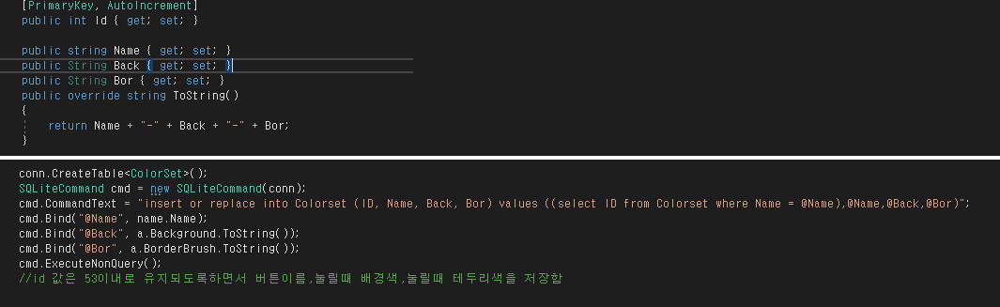 [PrimaryKey, AutoIncrement]
public int Id { get; set; }
public string Name { get; set; }
public String Back { get; set; }
public String Bor { get; set; }
public override string ToString()
{
return Name + "-" + Back + "-" + Bor;
}
conn.CreateTable<ColorSet>();
SQLiteCommand cmd = new SQLiteCommand(conn);
cmd.CommandText = "insert or replace into Colorset (ID, Name, Back, Bor) values ((select ID from Colorset where Name = @Name),@Name,@Back,@Bor)";
cmd.Bind("@Name", name.Name);
cmd.Bind("@Back", a.Background.ToString());
cmd.Bind("@Bor", a.BorderBrush.ToString());
cmd.ExecuteNonQuery();
//id 값은 53이내로 유지되도록하면서 버튼이름,눌릴때 배경색,눌릴때 테두리색을 저장함